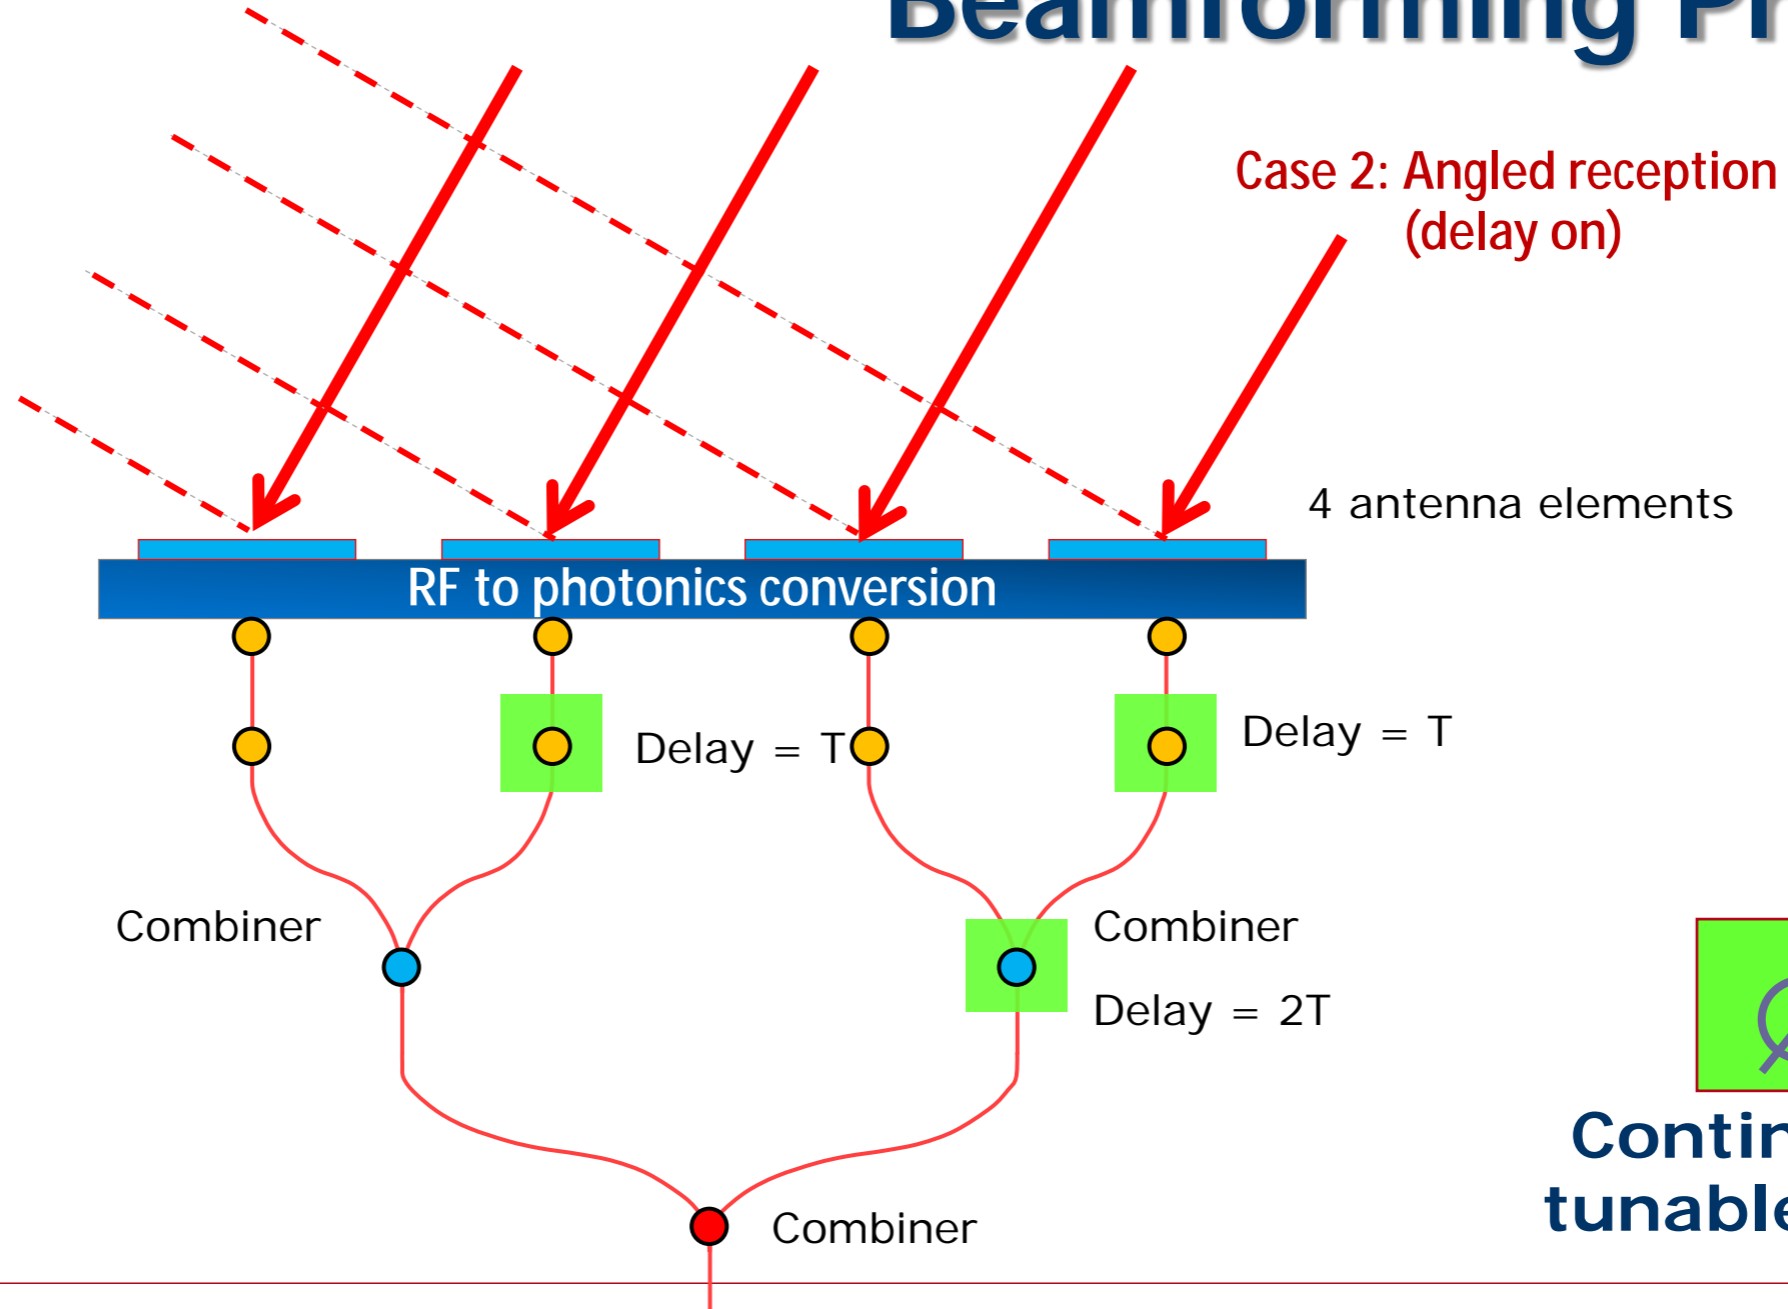 Beamforming
Case 2: Angled reception
(delay on)
4 antenna elements
RF to photonics conversion
Delay = T
Delay = T
Combiner
Combiner
Delay = 2T
Combiner